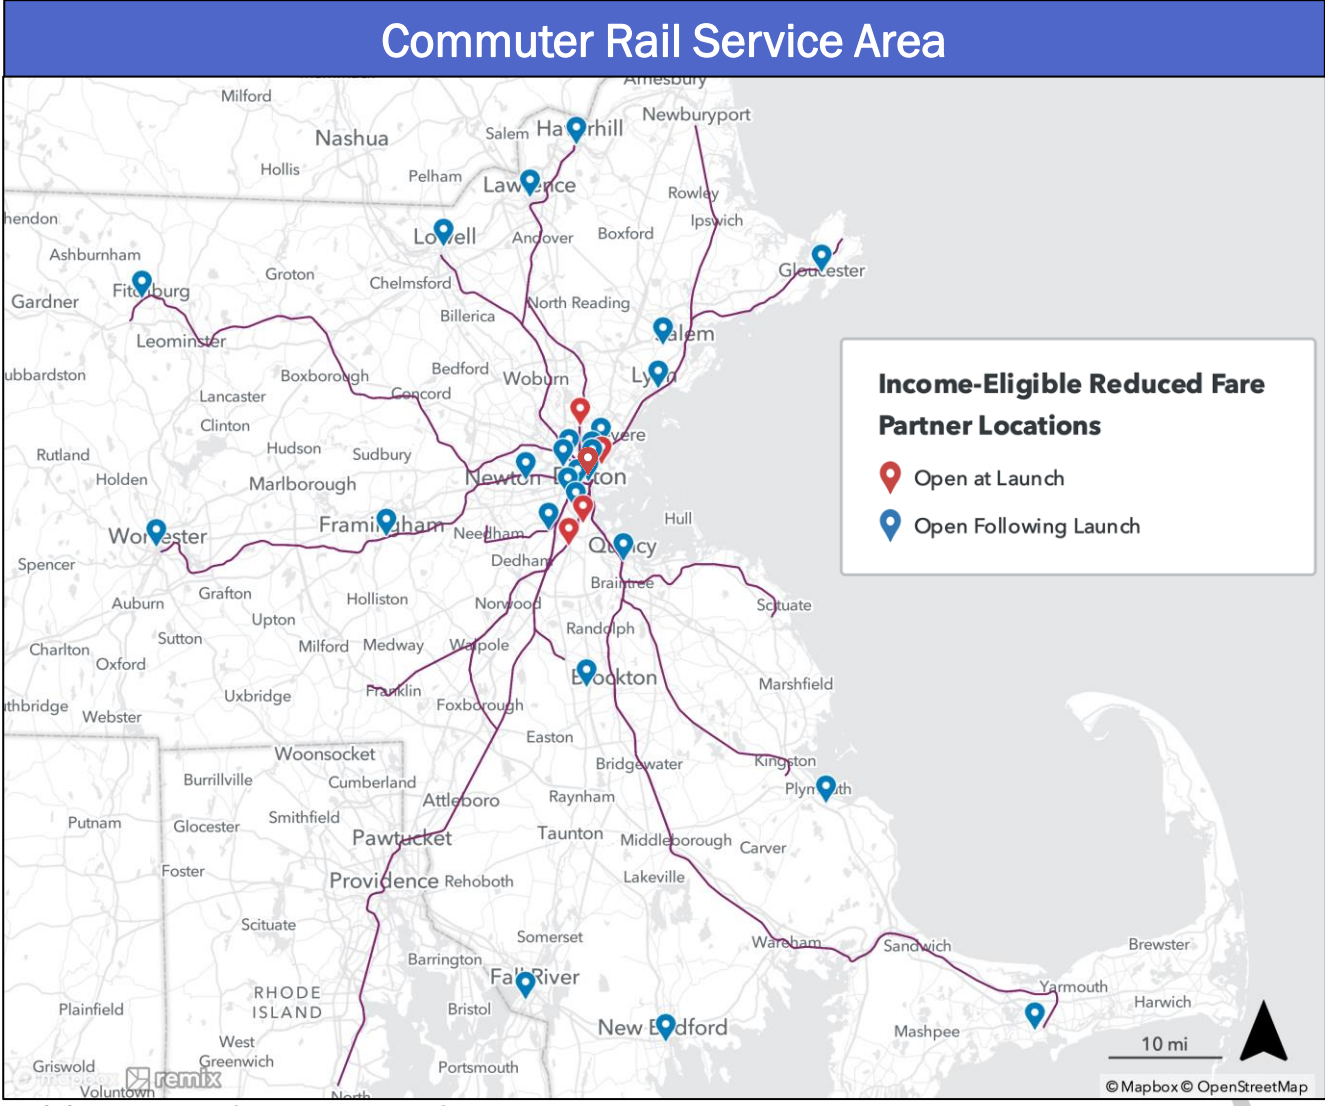 Commuter Rail Service Area
Amesbury
Milford
Newburyport
Nashua
Salem
Haverhill
Hollis
Pelham
Lawrence
Rowley
hendon
Ipswich
Lowell
Andover
Boxford
Ashburnham
Gloucester
Groton
Chelmsford
Fitchburg
Gardner
North Reading
Billerica
Salem
Leominster
ubbardston
Boxborough
Bedford
Woburn
Lynn
Lancaster
Concord
Clinton
vere
Hudson
Sudbury
Rutland
Holden
Marlborough
Newton
Boston
Framingham
Hull
Worcester
Needham
Quincy
Spencer
Dedham
Braintree
Grafton
Auburn
Holliston
Norwood
Scituate
Upton
Randolph
Sutton
Charlton
Milford
Medway
Walpole
Oxford
Brockton
Marshfield
Uxbridge
Franklin
Foxborough
thbridge
Webster
Easton
Woonsocket
Bridgewater
Kingston
Burrillville
Cumberland
Plymouth
Attleboro
Raynham
Putnam
Glocester
Smithfield
Pawtucket
Taunton
Middleborough
Carver
Foster
Providence
Rehoboth
Lakeville
Scituate
Somerset
Wareham
Sandwich
Brewster
Barrington
Fall River
RHODE
ISLAND
Yarmouth
Plainfield
Bristol
Harwich
New Bedford
Mashpee
West
Greenwich
Griswold
Portsmouth
Voluntown
North
Income-Eligible Reduced Fare
Partner Locations
Open at Launch
Open Following Launch
10 mi
mapbox
remix
© Mapbox © OpenStreetMap